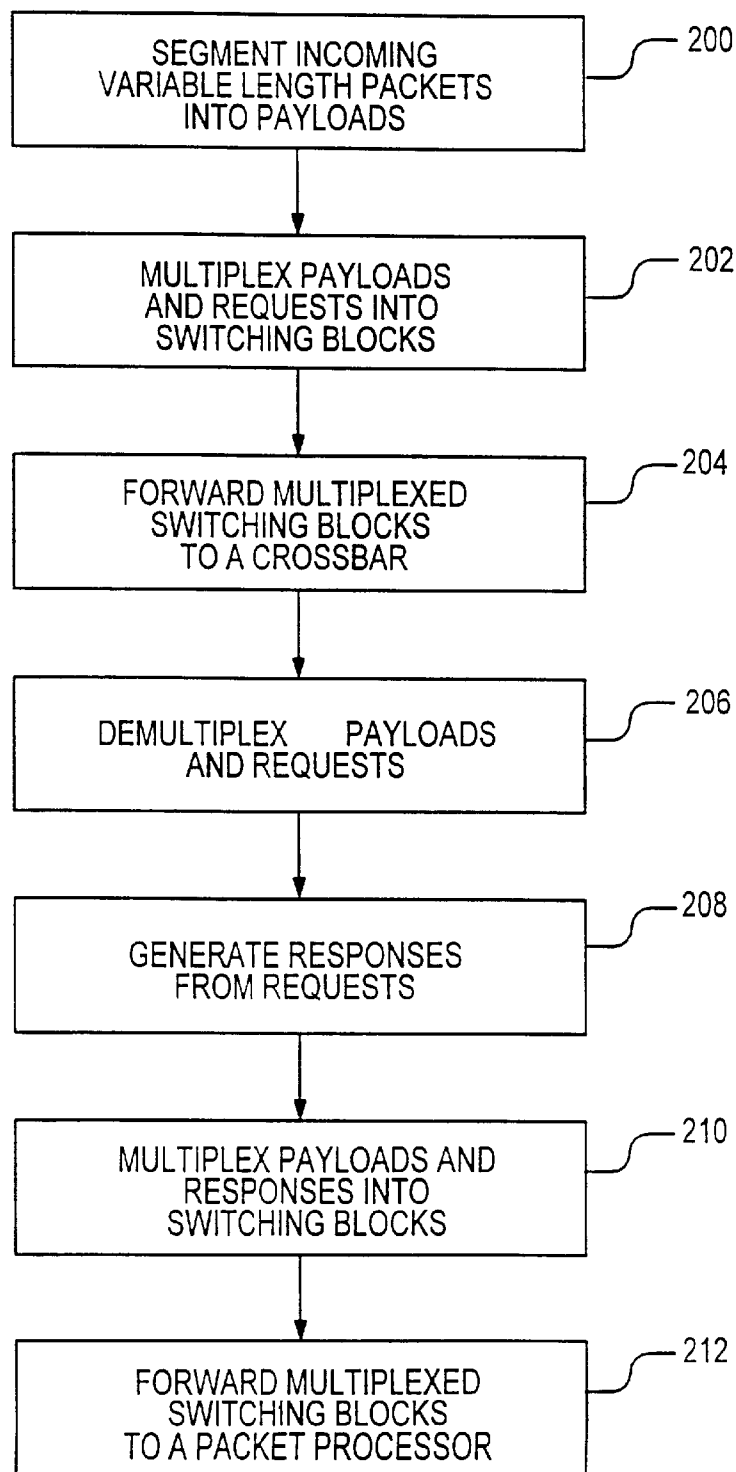 SEGMENT INCOMING
VARIABLE LENGTH PACKETS
INTO PAYLOADS
200
MULTIPLEX PAYLOADS
AND REQUESTS INTO
SWITCHING BLOCKS
202
FORWARD MULTIPLEXED
SWITCHING BLOCKS
TO A CROSSBAR
204
DEMULTIPLEX PAYLOADS
AND REQUESTS
206
GENERATE RESPONSES
FROM REQUESTS
208
MULTIPLEX PAYLOADS AND
RESPONSES INTO
SWITCHING BLOCKS
210
FORWARD MULTIPLEXED
SWITCHING BLOCKS
TO A PACKET PROCESSOR
212